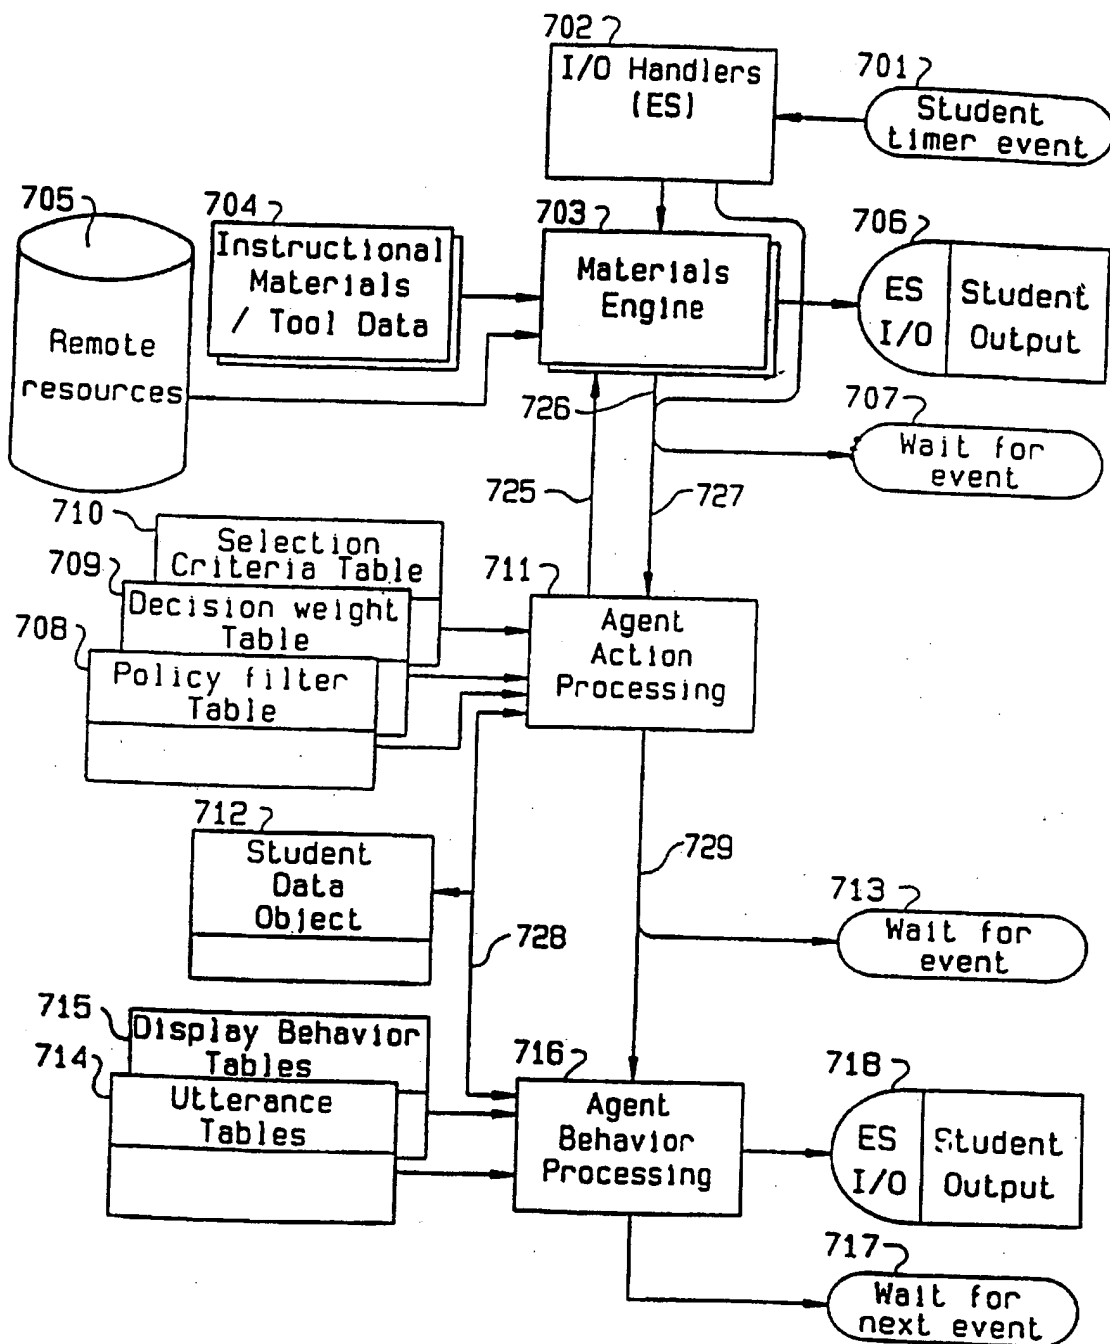 702
I/O Handlers
(ES)
701
Student
timer event
705
704
703
706
Instructional
Materials
/ Tool Data
Materials
Engine
ES
I/O
Student
Output
Remote
resources
726
707
Wait for
event
725
727
710
Selection
Criteria Table
709
Decision weight
Table
708
Policy filter
Table
711
Agent
Action
Processing
712
Student
Data
Object
729
728
713
Wait for
event
715
Display Behavior
Tables
714
Utterance
Tables
716
Agent
Behavior
Processing
718
ES
I/O
Student
Output
717
Wait for
next event